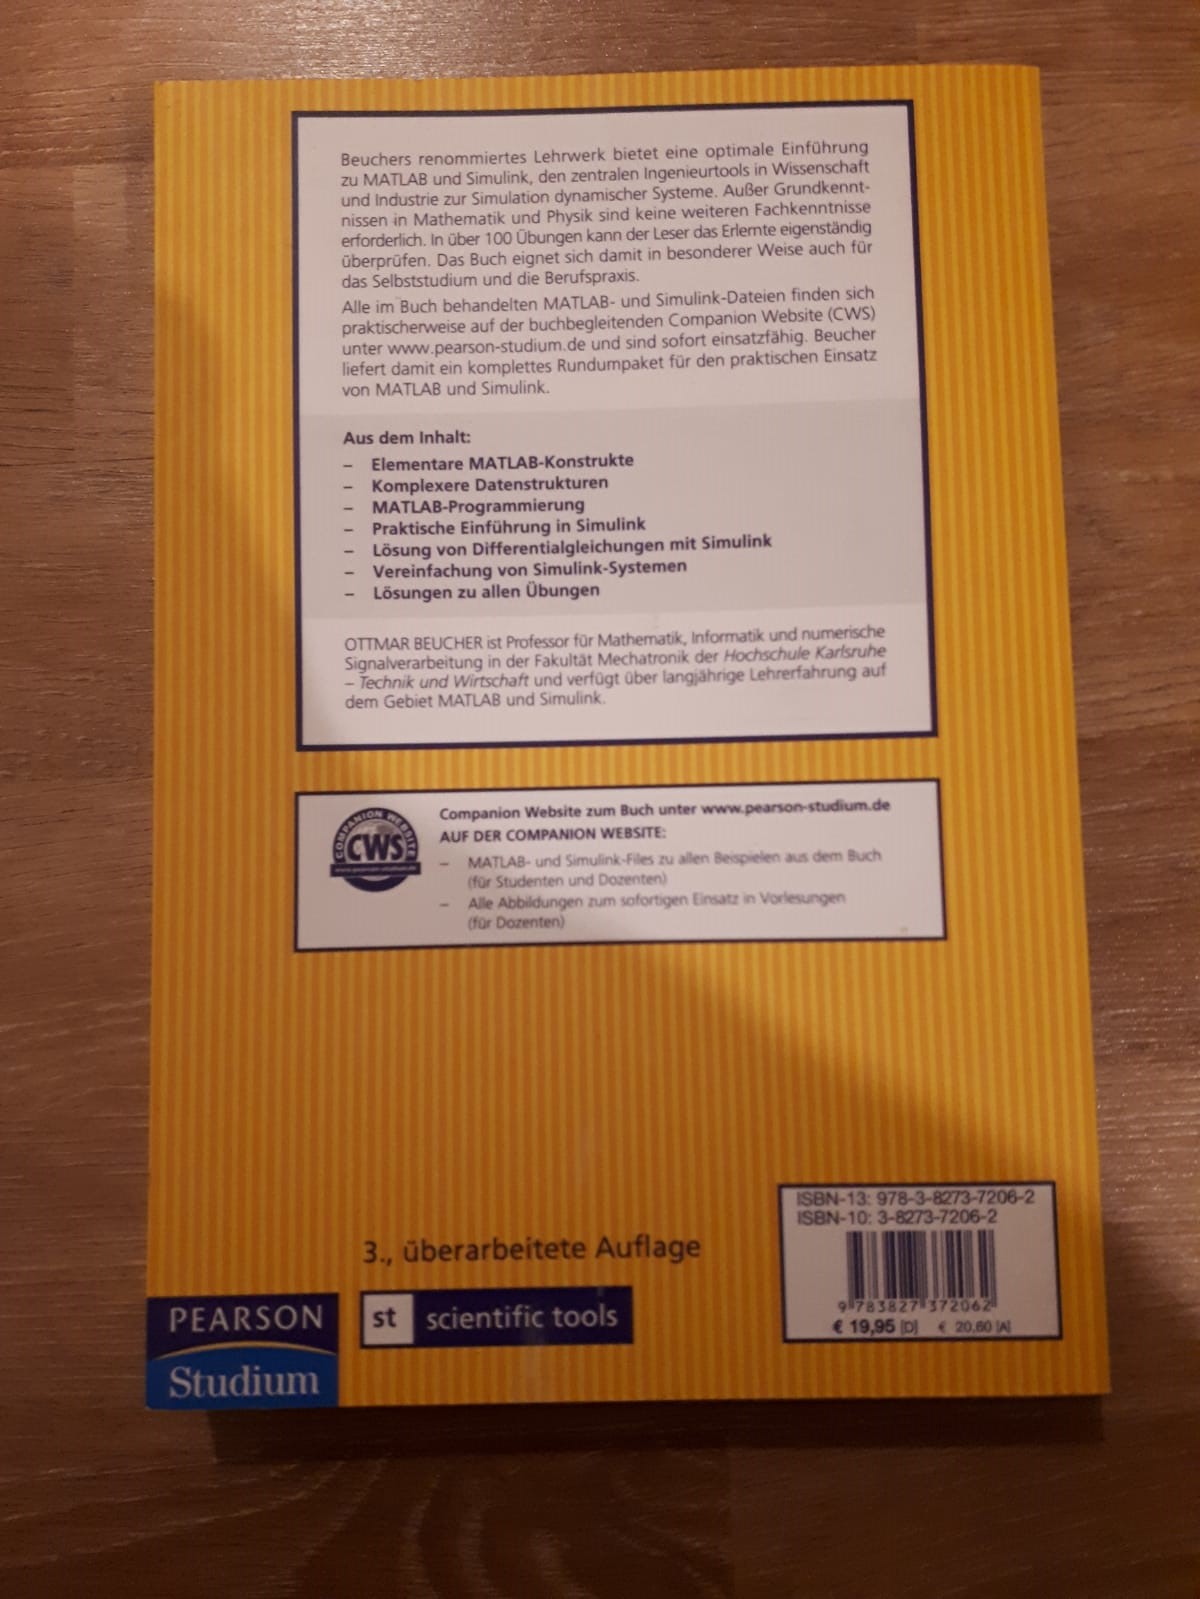 Beuchers renommiertes Lehrwerk bietet eine optimale Einführung
zu MATLAB und Simulink, den zentralen Ingenieurtools in Wissenschaft
und Industrie zur Simulation dynamischer Systeme. Außer Grundkennt-
nissen in Mathematik und Physik sind keine weiteren Fachkenntnisse
erforderlich. In über 100 Übungen kann der Leser das Erlernte eigenständig
überprüfen. Das Buch eignet sich damit in besonderer Weise auch für
das Selbststudium und die Berufspraxis.
Alle im Buch behandelten MATLAB- und Simulink-Dateien finden sich
praktischerweise auf der buchbegleitenden Companion Website (CWS)
unter www.pearson-studium.de und sind sofort einsatzfähig. Beucher
liefert damit ein komplettes Rundumpaket für den praktischen Einsatz
von MATLAB und Simulink.
Aus dem Inhalt:
– Elementare MATLAB-Konstrukte
– Komplexere Datenstrukturen
– MATLAB-Programmierung
– Praktische Einführung in Simulink
– Lösung von Differentialgleichungen mit Simulink
– Vereinfachung von Simulink-Systemen
– Lösungen zu allen Übungen
OTTMAR BEUCHER ist Professor für Mathematik, Informatik und numerische
Signalverarbeitung in der Fakultät Mechatronik der Hochschule Karlsruhe
– Technik und Wirtschaft und verfügt über langjährige Lehrerfahrung auf
dem Gebiet MATLAB und Simulink.
COMPANION WEBSITE
CWS
www.pearson-studium.de
Companion Website zum Buch unter www.pearson-studium.de
AUF DER COMPANION WEBSITE:
– MATLAB- und Simulink-Files zu allen Beispielen aus dem Buch
(für Studenten und Dozenten)
– Alle Abbildungen zum sofortigen Einsatz in Vorlesungen
(für Dozenten)
ISBN-13: 978-3-8273-7206-2
ISBN-10: 3-8273-7206-2
9 783827 372062
€ 19,95 [D] € 20,60 [A]
3., überarbeitete Auflage
st scientific tools
PEARSON
Studium